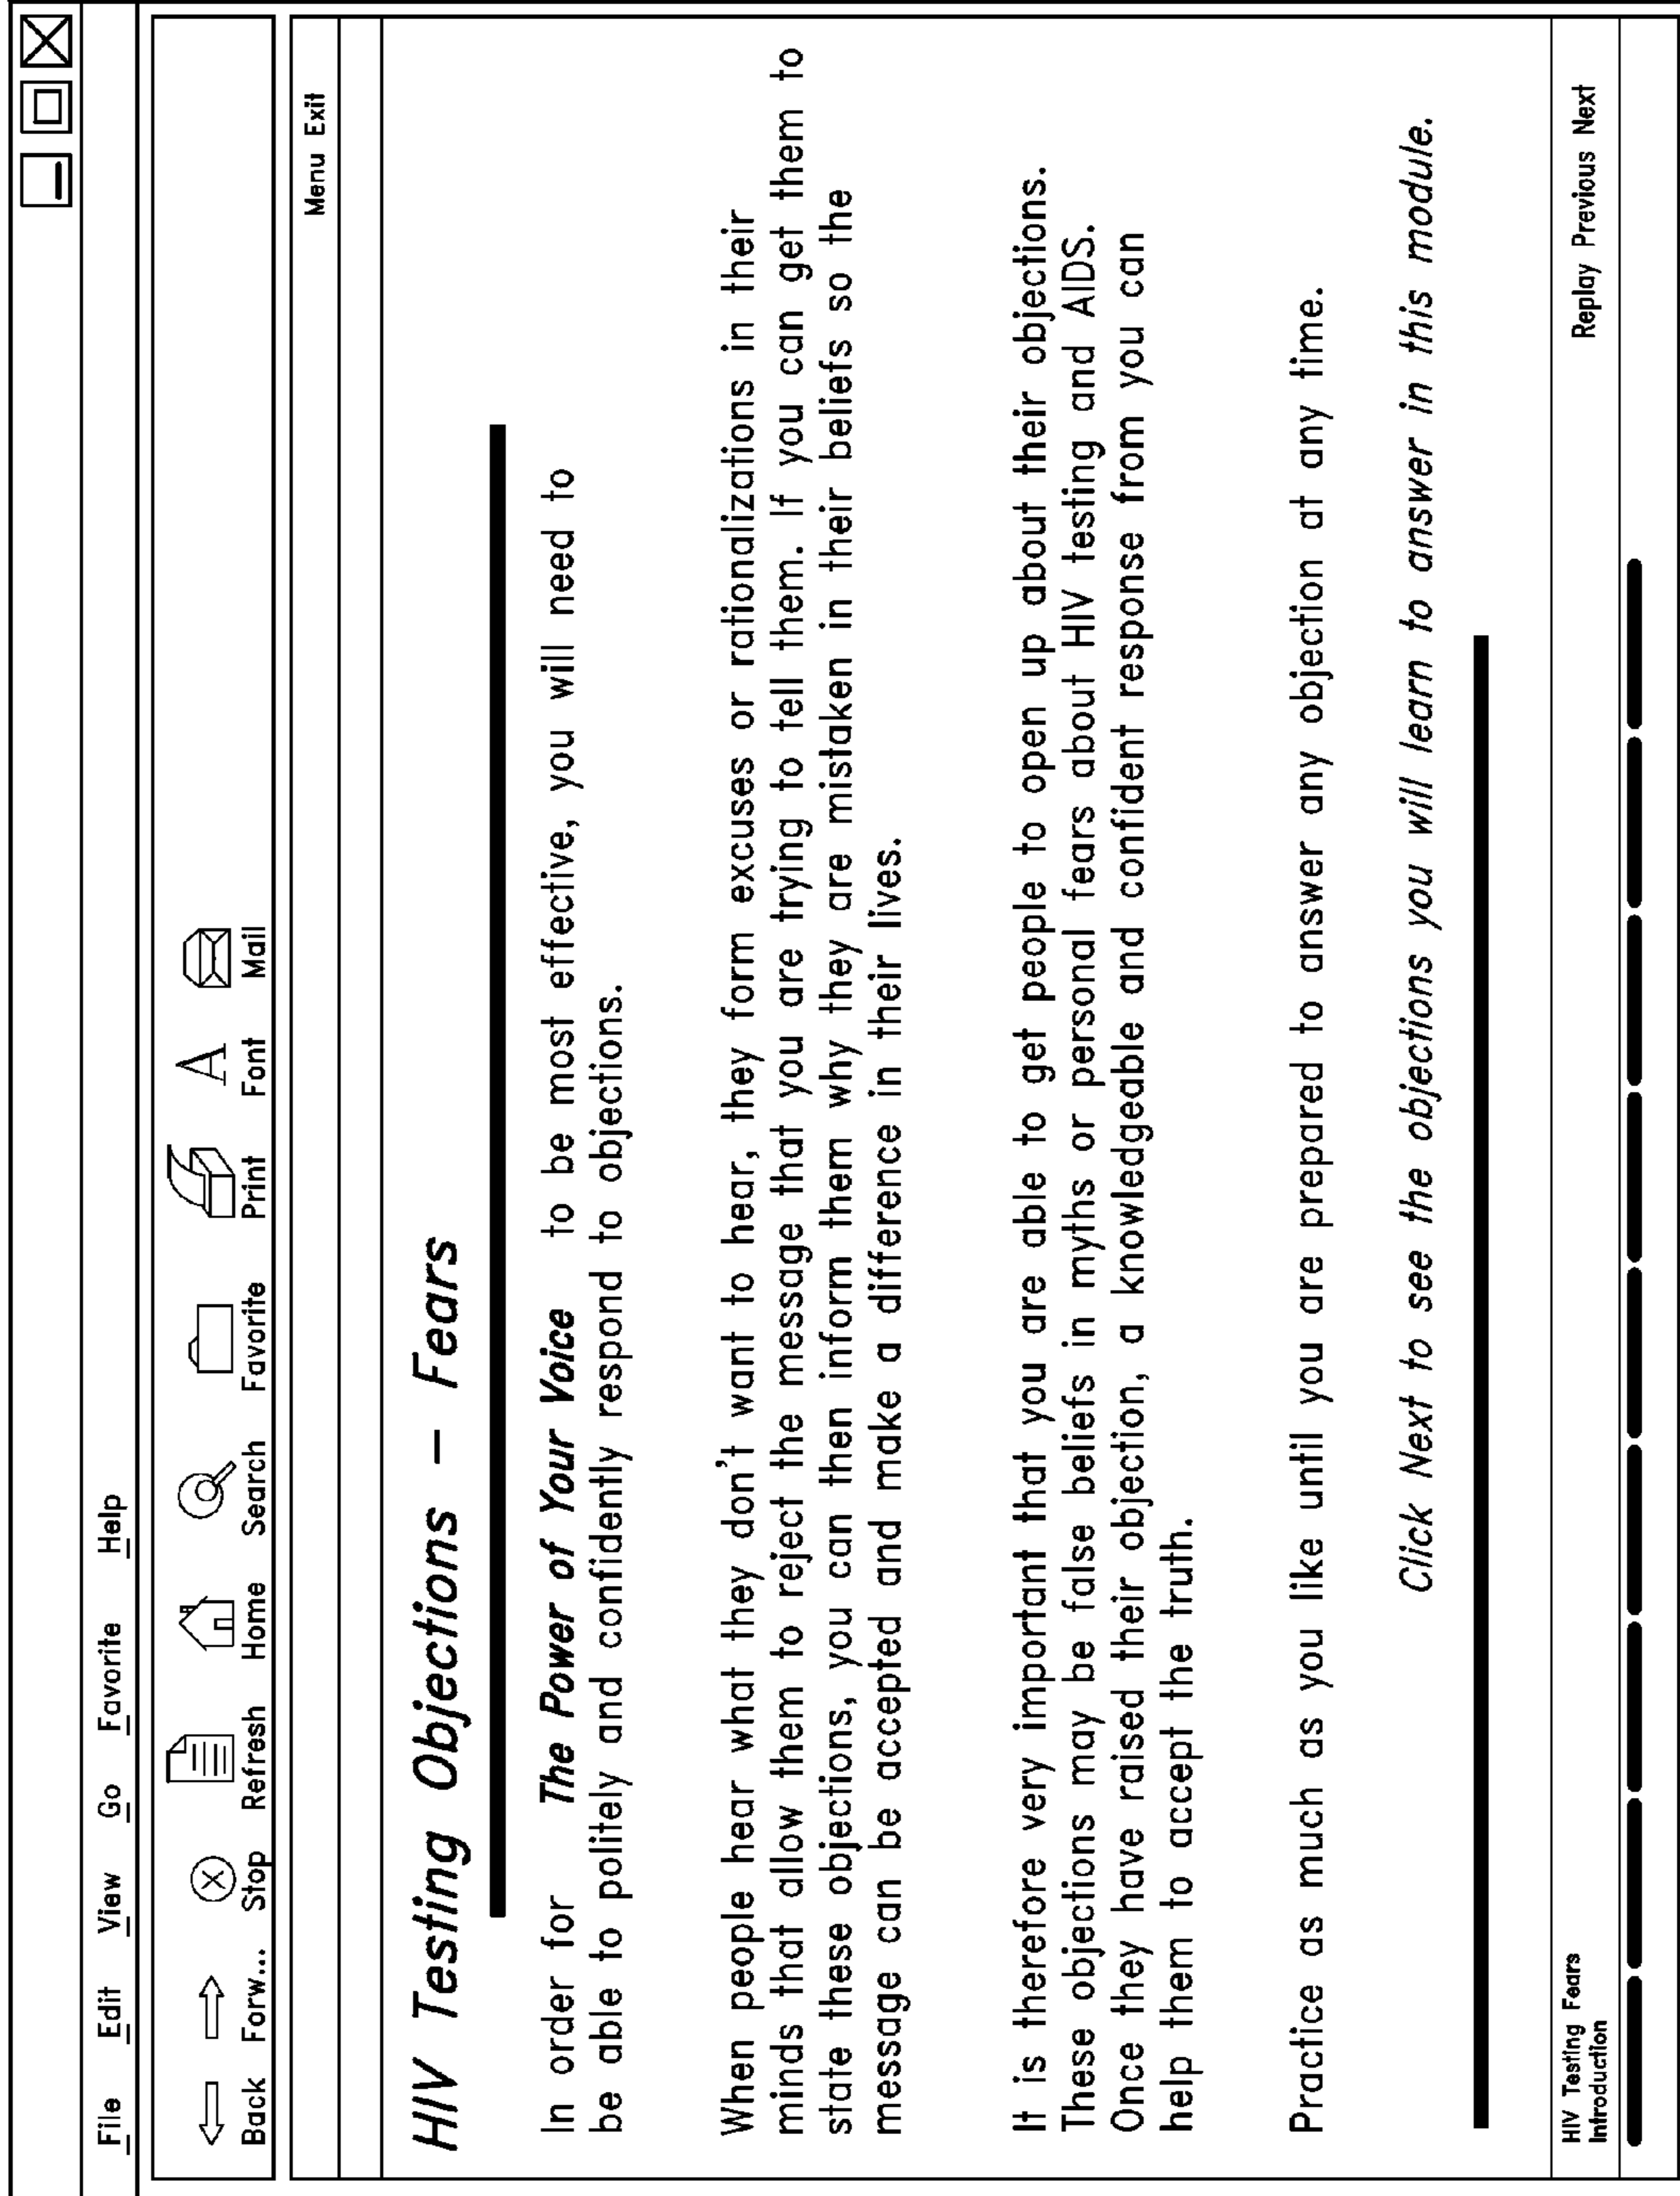 File Edit View Go Favorite Help
Back Forw... Stop Refresh Home Search Favorite Print Font Mail
Menu Exit
HIV Testing Objections – Fears
In order for The Power of Your Voice to be most effective, you will need to
be able to politely and confidently respond to objections.
When people hear what they don't want to hear, they form excuses or rationalizations in their
minds that allow them to reject the message that you are trying to tell them. If you can get them to
state these objections, you can then inform them why they are mistaken in their beliefs so the
message can be accepted and make a difference in their lives.
It is therefore very important that you are able to get people to open up about their objections.
These objections may be false beliefs in myths or personal fears about HIV testing and AIDS.
Once they have raised their objection, a knowledgeable and confident response from you can
help them to accept the truth.
Practice as much as you like until you are prepared to answer any objection at any time.
Click Next to see the objections you will learn to answer in this module.
HIV Testing Fears
Introduction
Replay Previous Next